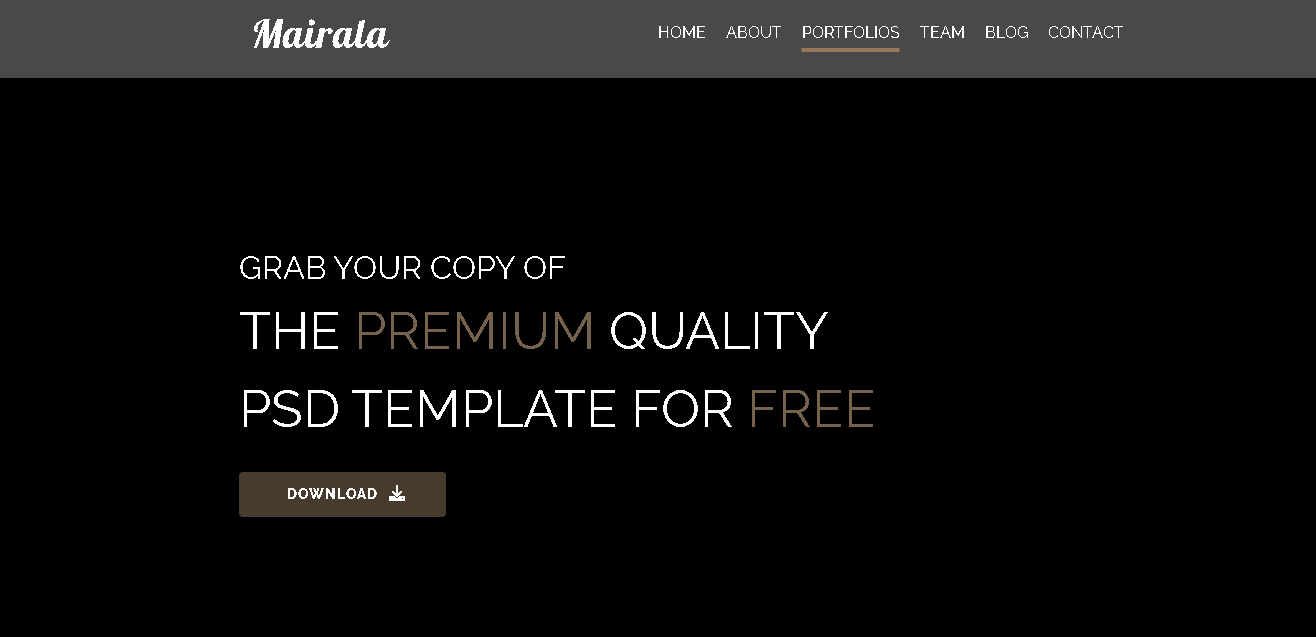 Mairala
HOME ABOUT PORTFOLIOS TEAM BLOG CONTACT
GRAB YOUR COPY OF
THE PREMIUM QUALITY
PSD TEMPLATE FOR FREE
DOWNLOAD